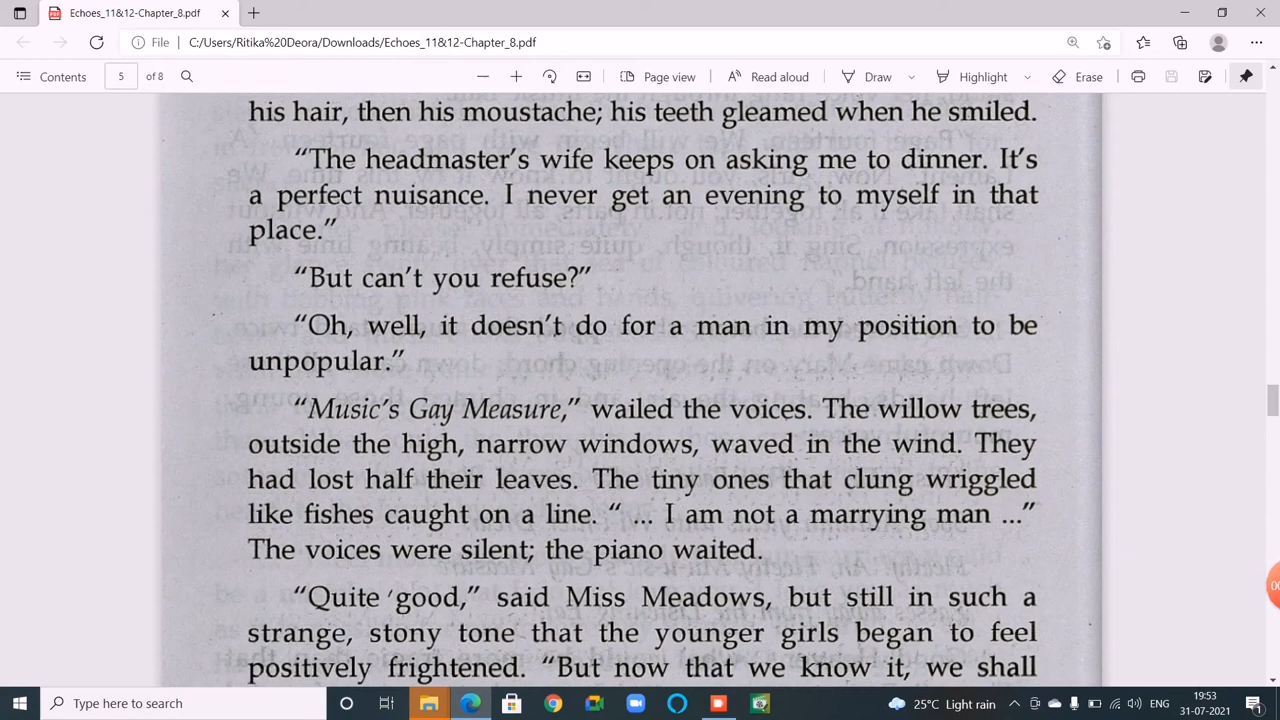 Echoes_11&12-Chapter_8.pdf
File C:/Users/Ritika%20Deora/Downloads/Echoes_11&12-Chapter_8.pdf
Contents 5 of 8 Page view Read aloud Draw Highlight Erase
his hair, then his moustache; his teeth gleamed when he smiled.
“The headmaster’s wife keeps on asking me to dinner. It’s
a perfect nuisance. I never get an evening to myself in that
place.”
“But can’t you refuse?”
“Oh, well, it doesn’t do for a man in my position to be
unpopular.”
“Music’s Gay Measure,” wailed the voices. The willow trees,
outside the high, narrow windows, waved in the wind. They
had lost half their leaves. The tiny ones that clung wriggled
like fishes caught on a line. “ ... I am not a marrying man ...”
The voices were silent; the piano waited.
“Quite good,” said Miss Meadows, but still in such a
strange, stony tone that the younger girls began to feel
positively frightened. “But now that we know it, we shall
Type here to search
25°C Light rain
ENG
19:53
31-07-2021